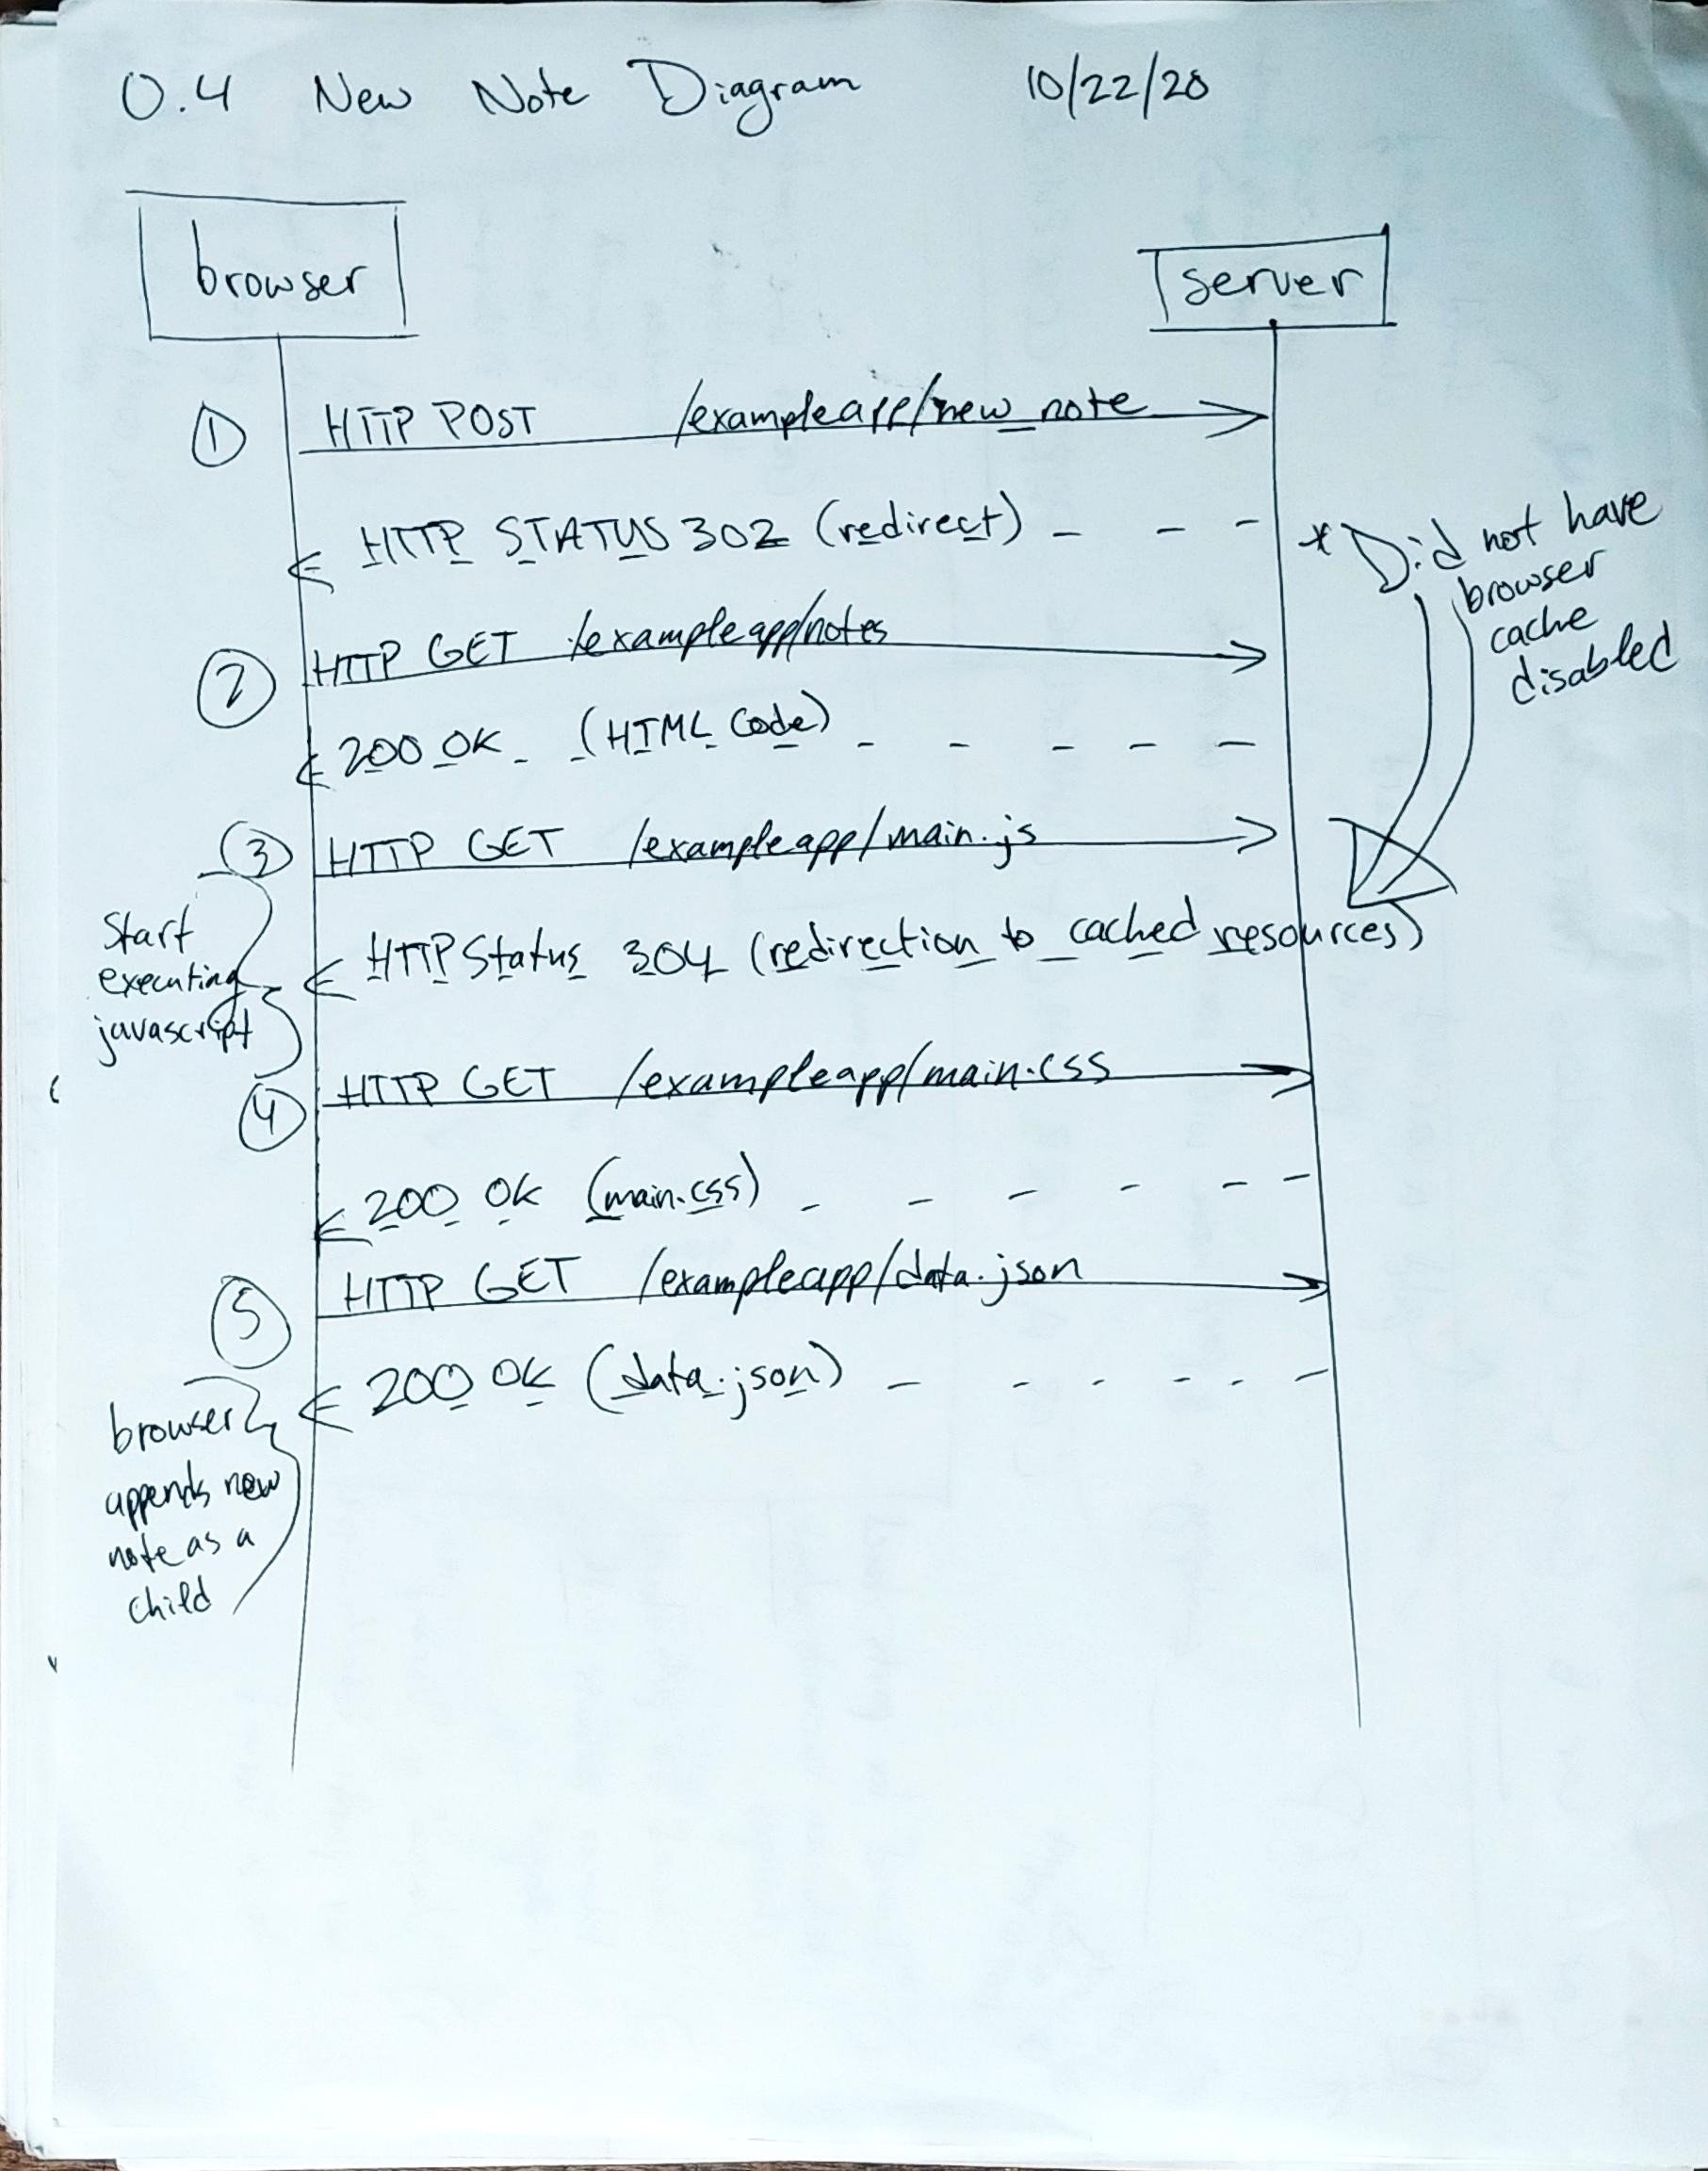 0.4 New Note Diagram 10/22/20
browser
server
① HTTP POST /exampleapp/new_note
HTTP STATUS 302 (redirect)
* Did not have
browser
cache
disabled
② HTTP GET /exampleapp/notes
200 OK (HTML Code)
③ HTTP GET /exampleapp/main.js
Start
executing
javascript
HTTP Status 304 (redirection to cached resources)
④ HTTP GET /exampleapp/main.css
200 OK (main.css)
⑤ HTTP GET /exampleapp/data.json
200 OK (data.json)
browser
appends new
note as a
child